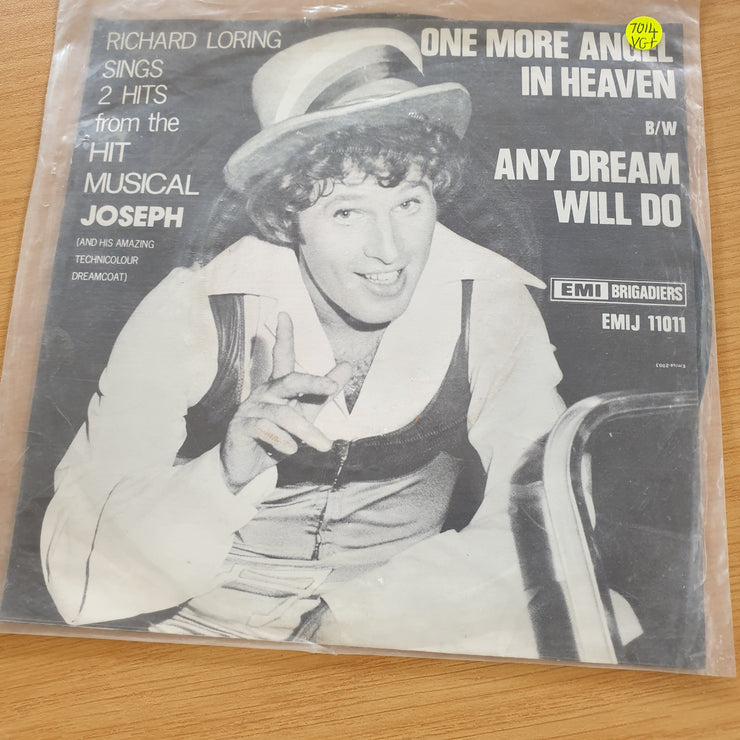 RICHARD LORING
SINGS
2 HITS
from the
HIT
MUSICAL
JOSEPH
(AND HIS AMAZING
TECHNICOLOUR
DREAMCOAT)
7014
VG+
ONE MORE ANGEL
IN HEAVEN
B/W
ANY DREAM
WILL DO
EMI BRIGADIERS
EMIJ 11011